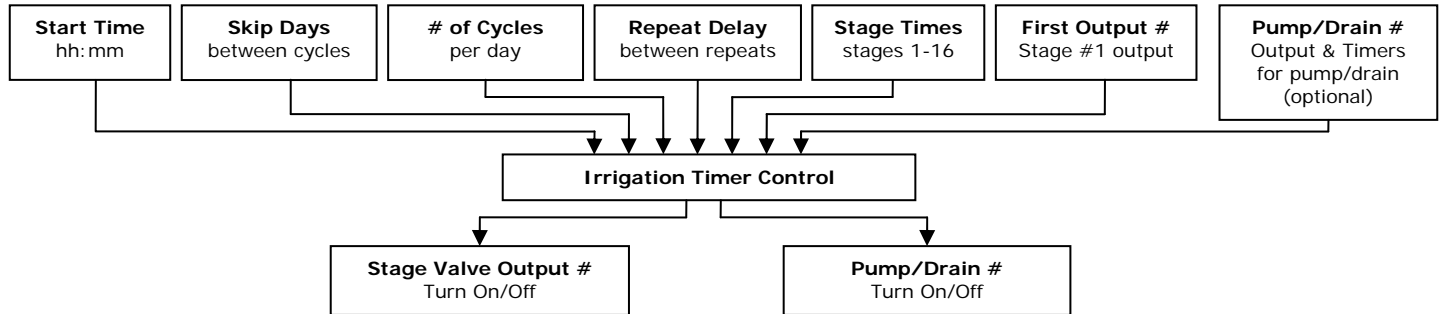 Start Time
hh:mm
Skip Days
between cycles
# of Cycles
per day
Repeat Delay
between repeats
Stage Times
stages 1-16
First Output #
Stage #1 output
Pump/Drain #
Output & Timers
for pump/drain
(optional)
Irrigation Timer Control
Stage Valve Output #
Turn On/Off
Pump/Drain #
Turn On/Off